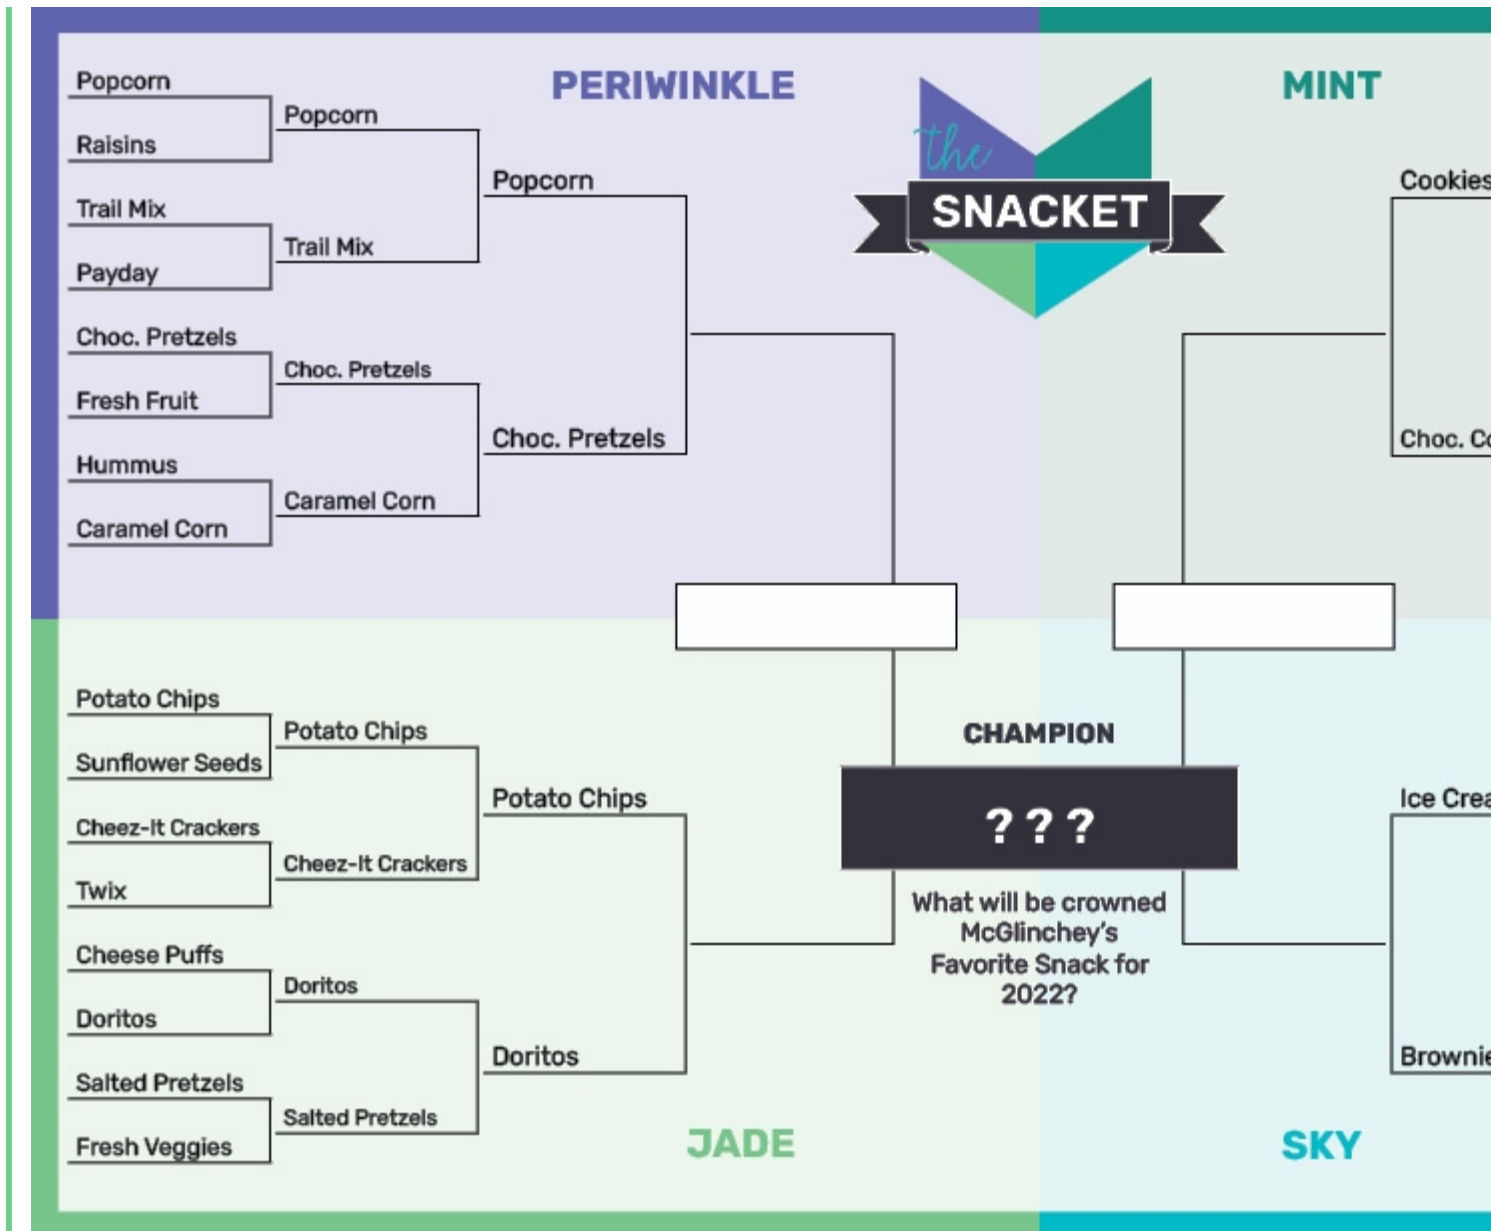 PERIWINKLE
Popcorn
Raisins
Trail Mix
Payday
Choc. Pretzels
Fresh Fruit
Hummus
Caramel Corn
Popcorn
Trail Mix
Choc. Pretzels
Caramel Corn
Popcorn
Choc. Pretzels
the
SNACKET
MINT
Cookies
Choc.
Potato Chips
Sunflower Seeds
Cheez-It Crackers
Twix
Cheese Puffs
Doritos
Salted Pretzels
Fresh Veggies
Potato Chips
Cheez-It Crackers
Doritos
Salted Pretzels
Potato Chips
Doritos
JADE
CHAMPION
???
What will be crowned
McGlinchey's
Favorite Snack for
2022?
Ice
Brownie
SKY